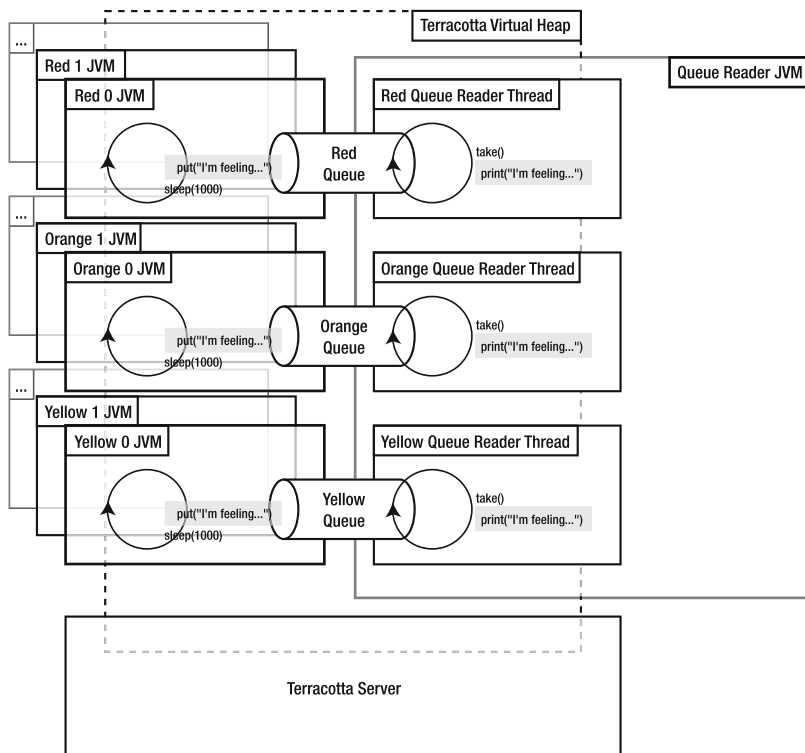 Terracotta Virtual Heap
...
Red 1 JVM
Queue Reader JVM
Red 0 JVM
Red Queue Reader Thread
put("I'm feeling...")
sleep(1000)
Red
Queue
take()
print("I'm feeling...")
...
Orange 1 JVM
Orange 0 JVM
Orange Queue Reader Thread
put("I'm feeling...")
sleep(1000)
Orange
Queue
take()
print("I'm feeling...")
...
Yellow 1 JVM
Yellow 0 JVM
Yellow Queue Reader Thread
put("I'm feeling...")
sleep(1000)
Yellow
Queue
take()
print("I'm feeling...")
Terracotta Server